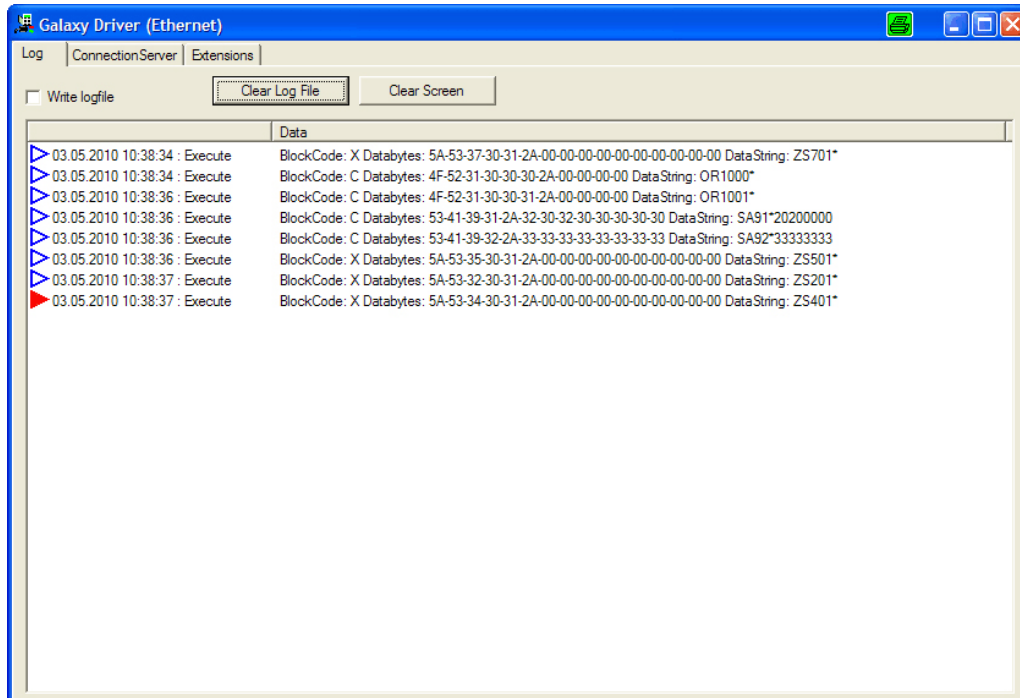 Galaxy Driver (Ethernet)
Log ConnectionServer Extensions
Write logfile Clear Log File Clear Screen
Data
03.05.2010 10:38:34 : Execute BlockCode: X Databytes: 5A-53-37-30-31-2A-00-00-00-00-00-00-00-00-00-00 DataString: ZS701*
03.05.2010 10:38:34 : Execute BlockCode: C Databytes: 4F-52-31-30-30-30-2A-00-00-00-00 DataString: OR1000*
03.05.2010 10:38:36 : Execute BlockCode: C Databytes: 4F-52-31-30-30-31-2A-00-00-00-00 DataString: OR1001*
03.05.2010 10:38:36 : Execute BlockCode: C Databytes: 53-41-39-31-2A-32-30-32-30-30-30-30-30 DataString: SA91*20200000
03.05.2010 10:38:36 : Execute BlockCode: C Databytes: 53-41-39-32-2A-33-33-33-33-33-33-33-33 DataString: SA92*33333333
03.05.2010 10:38:36 : Execute BlockCode: X Databytes: 5A-53-35-30-31-2A-00-00-00-00-00-00-00-00-00-00 DataString: ZS501*
03.05.2010 10:38:37 : Execute BlockCode: X Databytes: 5A-53-32-30-31-2A-00-00-00-00-00-00-00-00-00-00 DataString: ZS201*
03.05.2010 10:38:37 : Execute BlockCode: X Databytes: 5A-53-34-30-31-2A-00-00-00-00-00-00-00-00-00-00 DataString: ZS401*